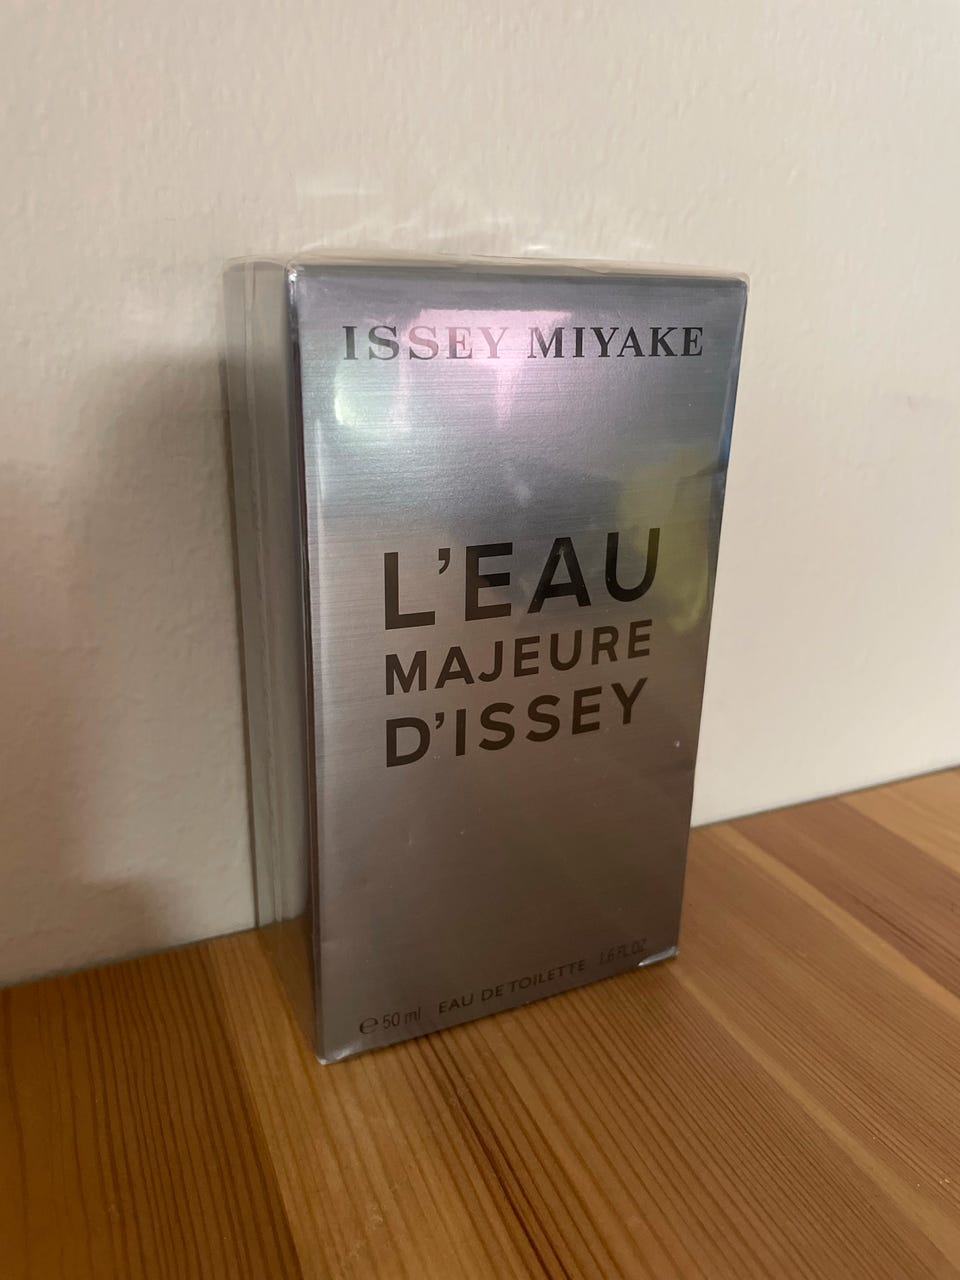 ISSEY MIYAKE
L'EAU
MAJEURE
D'ISSEY
℮ 50 ml EAU DE TOILETTE 1.6 FL.OZ